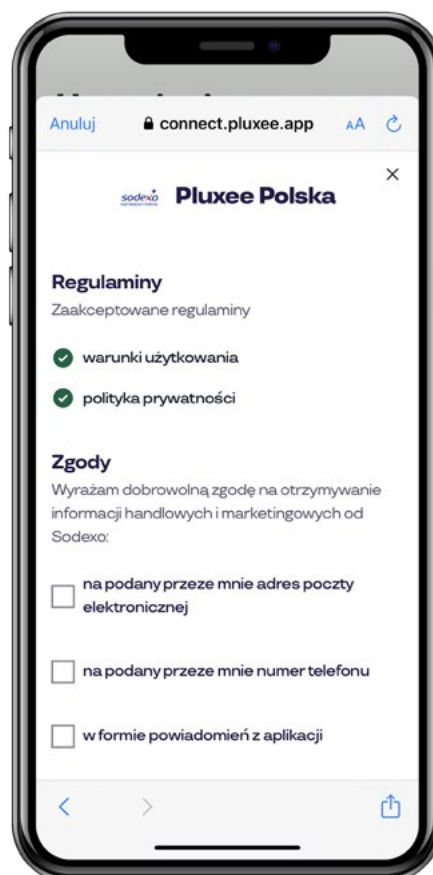 Anuluj connect.pluxee.app AA
sodexo Pluxee Polska
Regulaminy
Zaakceptowane regulaminy
warunki użytkowania
polityka prywatności
Zgody
Wyrażam dobrowolną zgodę na otrzymywanie
informacji handlowych i marketingowych od
Sodexo:
na podany przeze mnie adres poczty
elektronicznej
na podany przeze mnie numer telefonu
w formie powiadomień z aplikacji